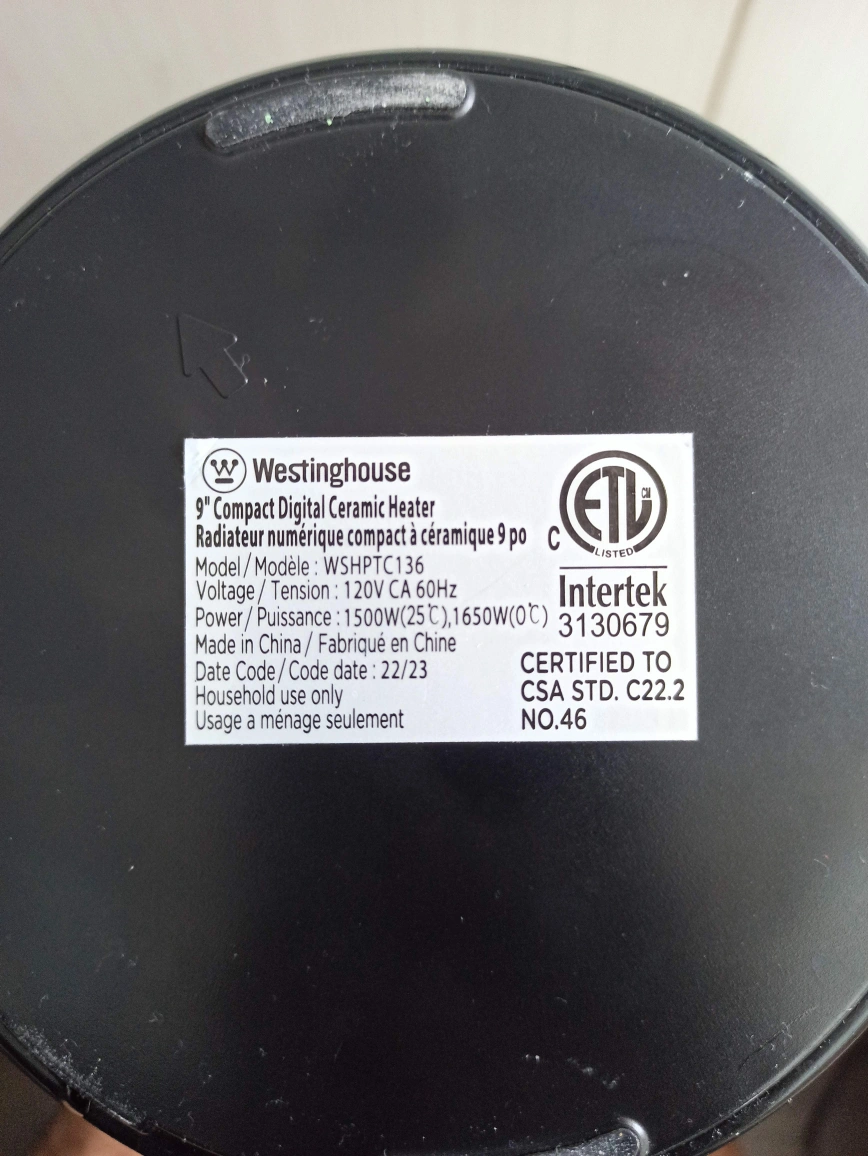 Westinghouse
9" Compact Digital Ceramic Heater
Radiateur numérique compact à céramique 9 po
Model / Modèle : WSHPTC136
Voltage / Tension : 120V CA 60Hz
Power / Puissance : 1500W(25℃),1650W(0℃)
Made in China / Fabriqué en Chine
Date Code / Code date : 22/23
Household use only
Usage a ménage seulement
C ETL CM
LISTED
Intertek
3130679
CERTIFIED TO
CSA STD. C22.2
NO.46